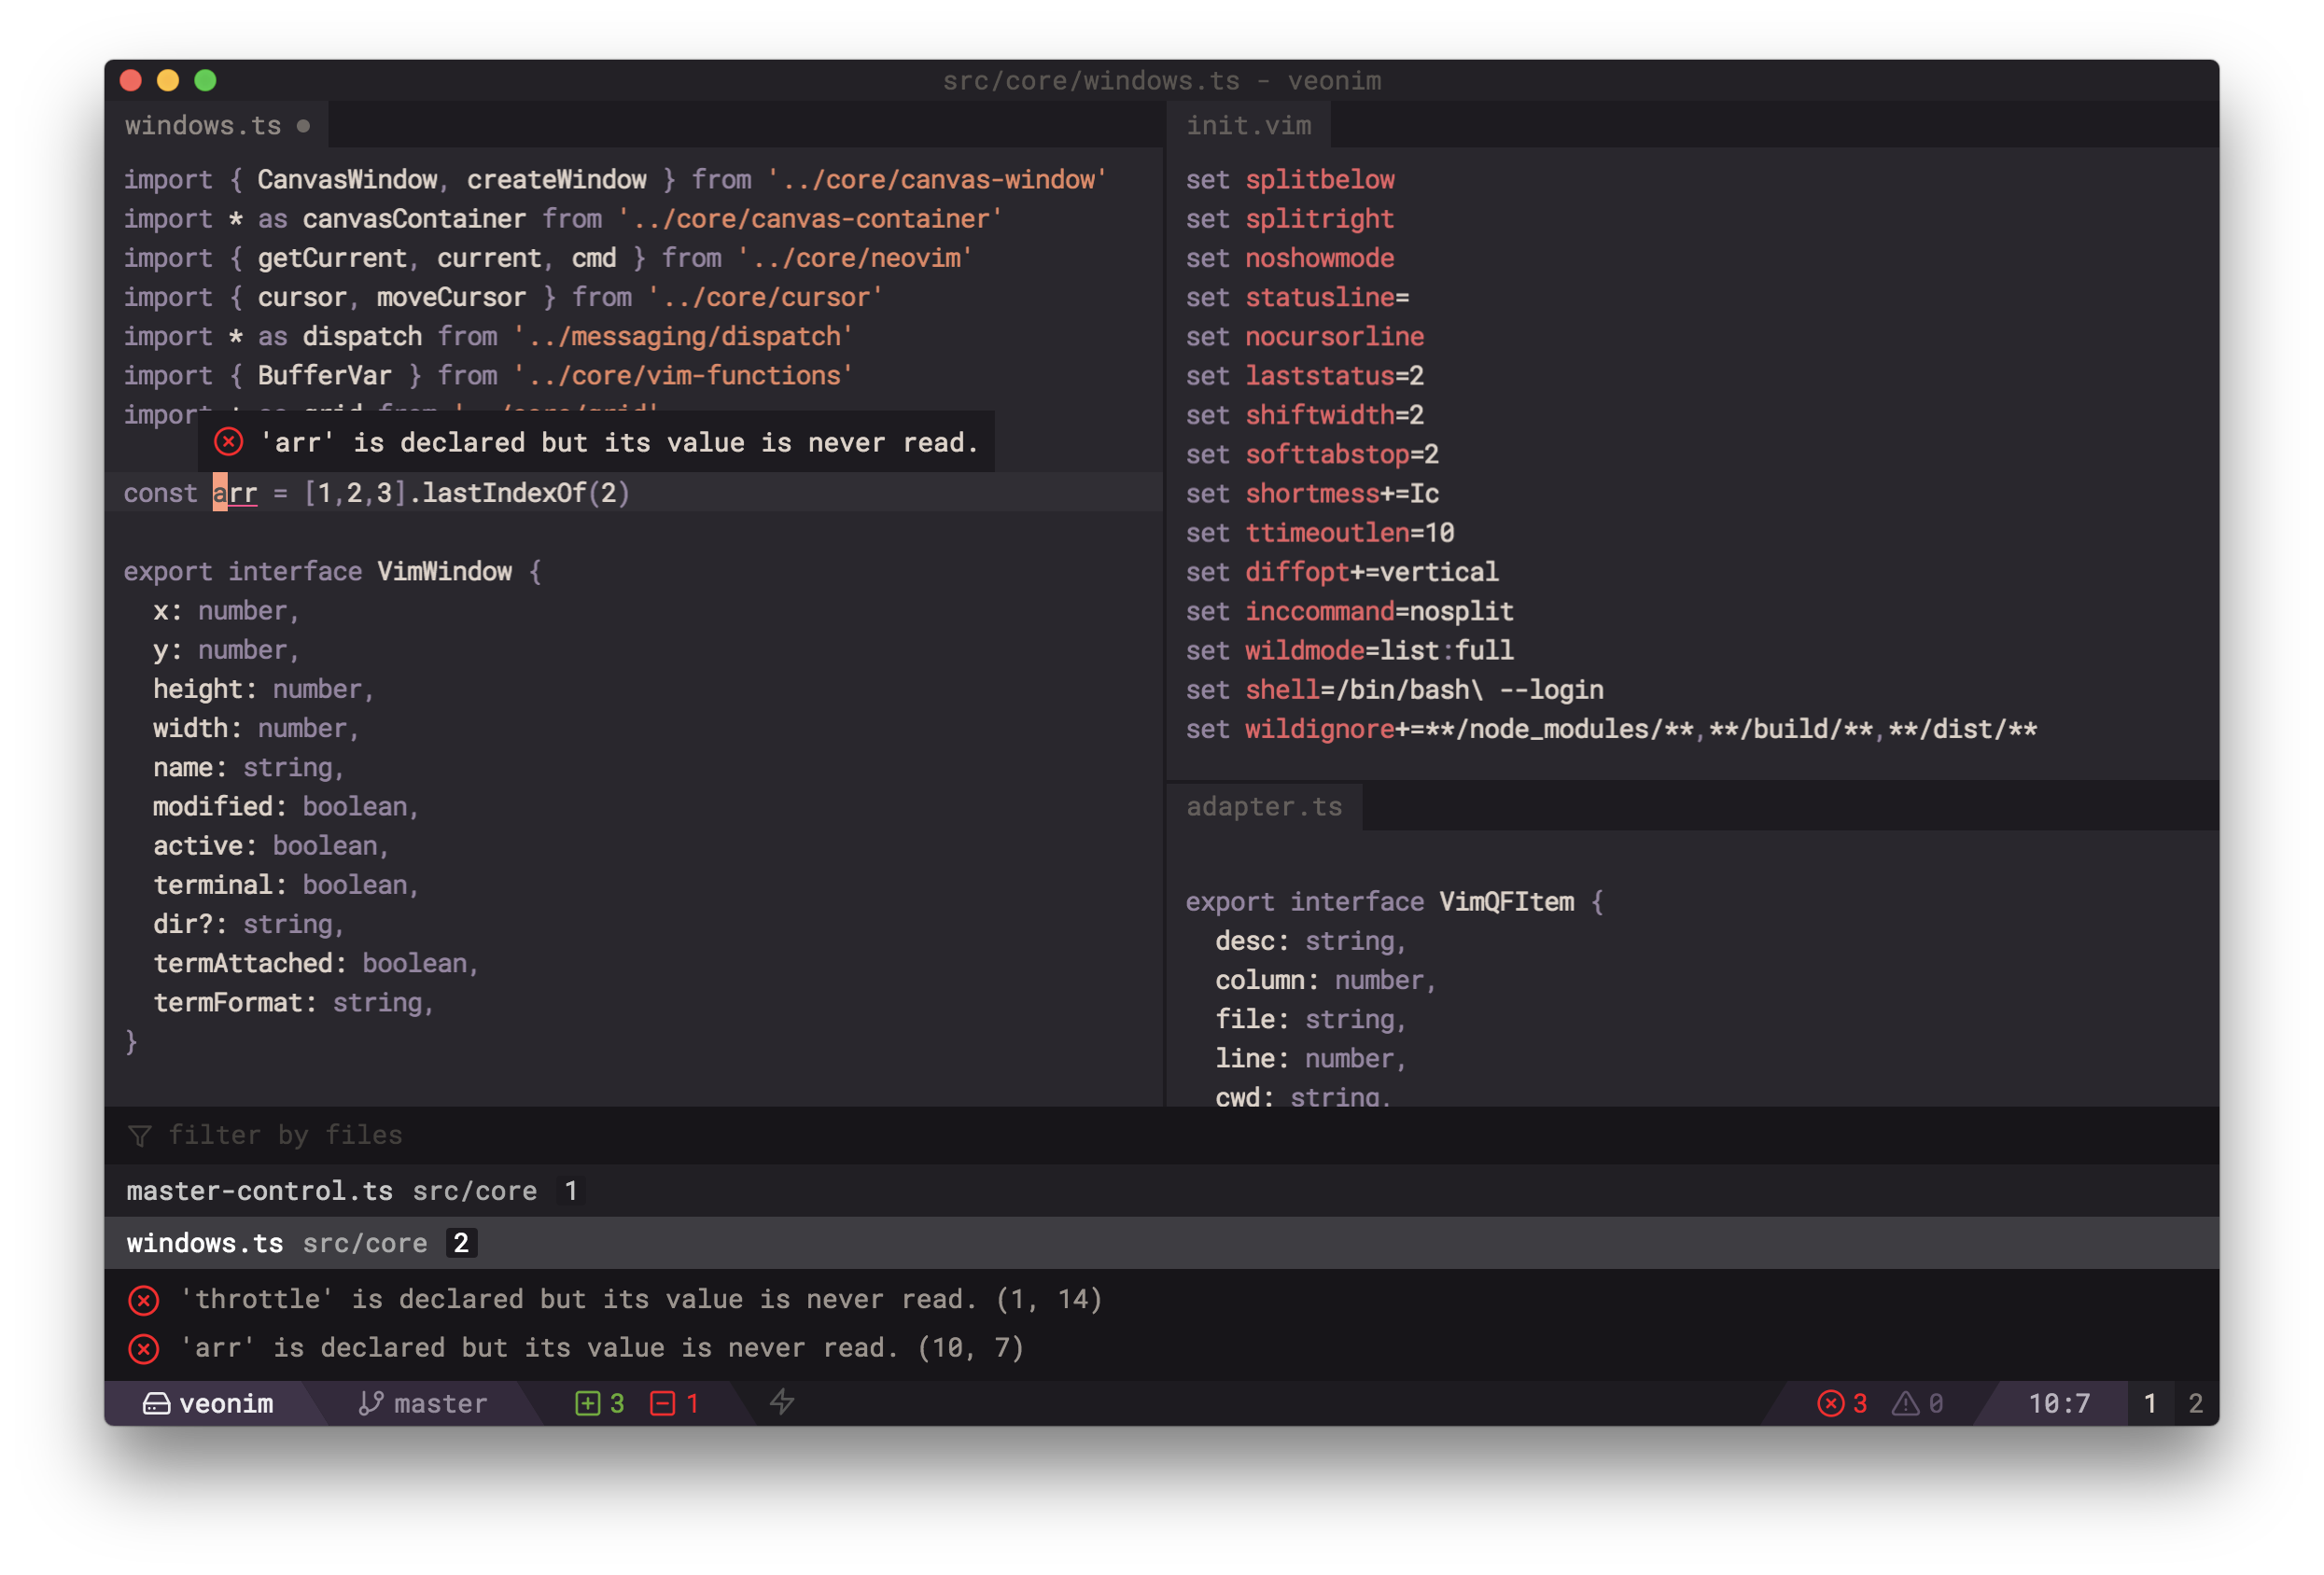 src/core/windows.ts - veonim
windows.ts
import { CanvasWindow, createWindow } from '../core/canvas-window'
import * as canvasContainer from '../core/canvas-container'
import { getCurrent, current, cmd } from '../core/neovim'
import { cursor, moveCursor } from '../core/cursor'
import * as dispatch from '../messaging/dispatch'
import { BufferVar } from '../core/vim-functions'
import * as grid from '../core/grid'
'arr' is declared but its value is never read.
const arr = [1,2,3].lastIndexOf(2)
export interface VimWindow {
  x: number,
  y: number,
  height: number,
  width: number,
  name: string,
  modified: boolean,
  active: boolean,
  terminal: boolean,
  dir?: string,
  termAttached: boolean,
  termFormat: string,
}
init.vim
set splitbelow
set splitright
set noshowmode
set statusline=
set nocursorline
set laststatus=2
set shiftwidth=2
set softtabstop=2
set shortmess+=Ic
set ttimeoutlen=10
set diffopt+=vertical
set inccommand=nosplit
set wildmode=list:full
set shell=/bin/bash\ --login
set wildignore+=**/node_modules/**,**/build/**,**/dist/**
adapter.ts
export interface VimQFItem {
  desc: string,
  column: number,
  file: string,
  line: number,
  cwd: string,
filter by files
master-control.ts src/core 1
windows.ts src/core 2
'throttle' is declared but its value is never read. (1, 14)
'arr' is declared but its value is never read. (10, 7)
veonim master 3 1 3 0 10:7 1 2